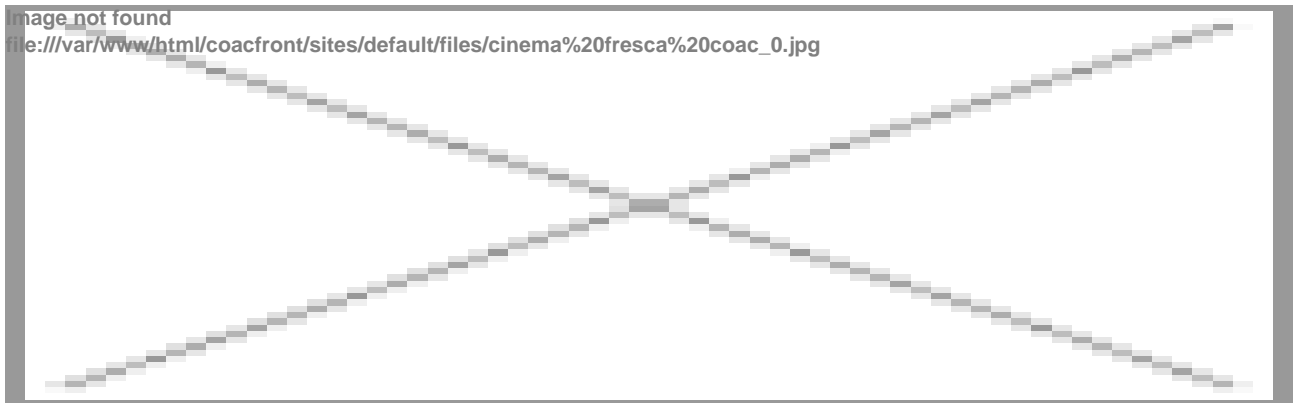 Image not found
file:///var/www/html/coacfront/sites/default/files/cinema%20fresca%20coac_0.jpg